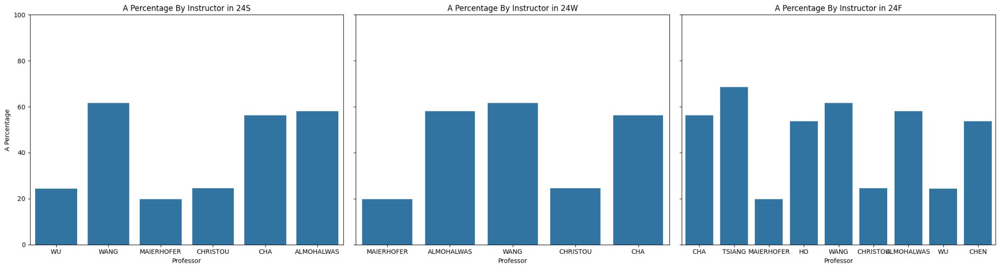 A Percentage By Instructor in 24S
A Percentage
100
80
60
40
20
0
WU WANG MAIERHOFER CHRISTOU CHA ALMOHALWAS
Professor
A Percentage By Instructor in 24W
MAIERHOFER ALMOHALWAS WANG CHRISTOU CHA
Professor
A Percentage By Instructor in 24F
CHA TSIANG MAIERHOFER HO WANG CHRISTOU ALMOHALWAS WU CHEN
Professor